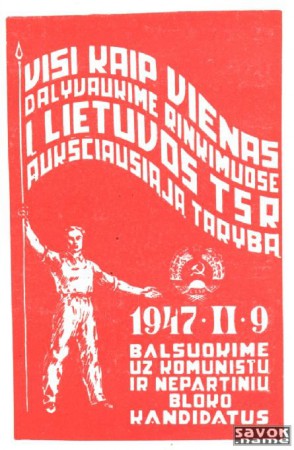 VISI KAIP VIENAS
DALYVAUKIME RINKIMUOSE
Į LIETUVOS TSR
AUKSČIAUSIĄJĄ TARYBĄ
1947·II·9
BALSUOKIME
UŽ KOMUNISTŲ
IR NEPARTINIŲ
BLOKO
KANDIDATUS
savok
.name